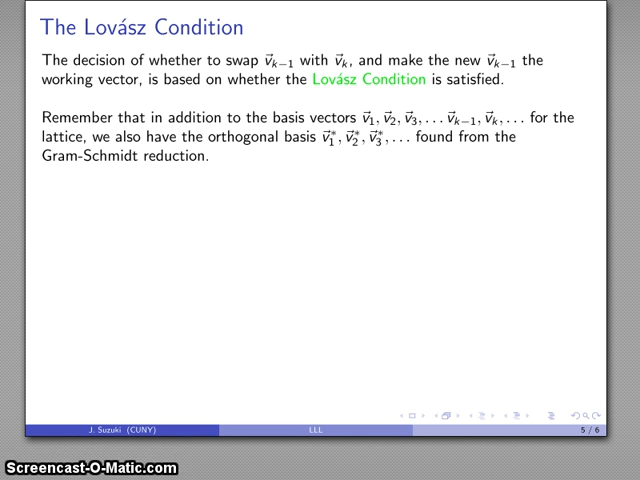 The Lovász Condition
The decision of whether to swap v⃗ₖ₋₁ with v⃗ₖ, and make the new v⃗ₖ₋₁ the
working vector, is based on whether the Lovász Condition is satisfied.
Remember that in addition to the basis vectors v⃗₁, v⃗₂, v⃗₃, . . . v⃗ₖ₋₁, v⃗ₖ, . . . for the
lattice, we also have the orthogonal basis v⃗₁*, v⃗₂*, v⃗₃*, . . . found from the
Gram-Schmidt reduction.
J. Suzuki (CUNY) LLL 5 / 6
Screencast-O-Matic.com